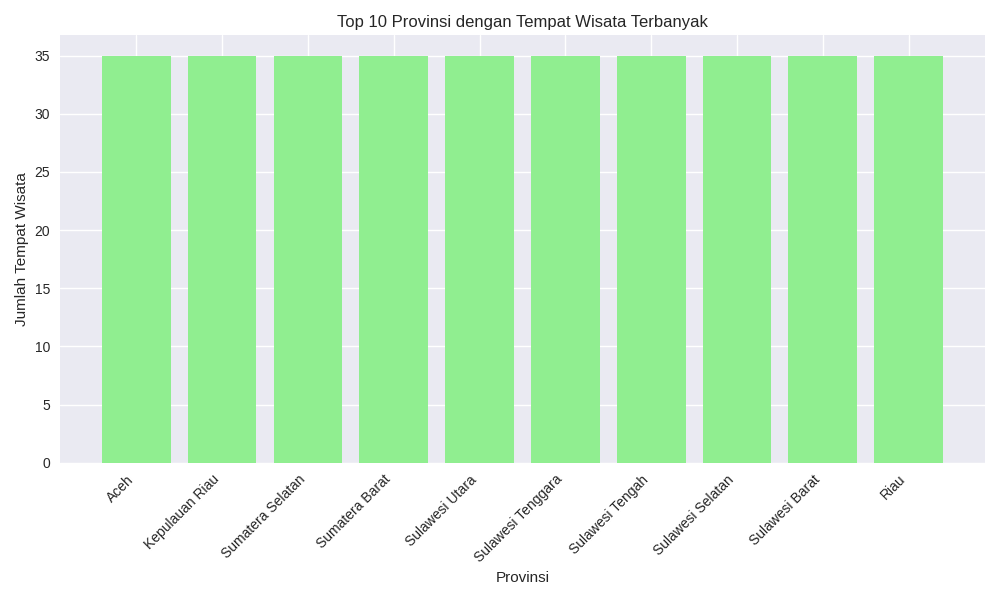 Top 10 Provinsi dengan Tempat Wisata Terbanyak
Jumlah Tempat Wisata
35
30
25
20
15
10
5
0
Aceh
Kepulauan Riau
Sumatera Selatan
Sumatera Barat
Sulawesi Utara
Sulawesi Tenggara
Sulawesi Tengah
Sulawesi Selatan
Sulawesi Barat
Riau
Provinsi